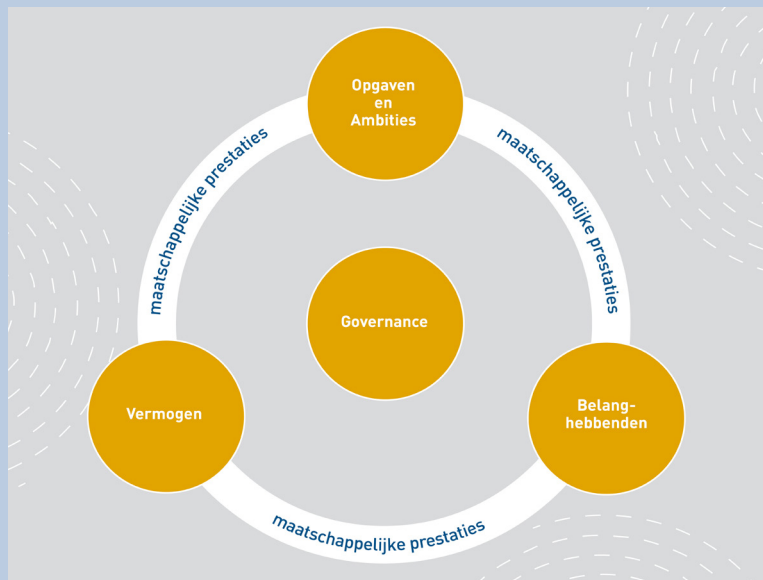 Opgaven
en
Ambities
maatschappelijke prestaties
maatschappelijke prestaties
Governance
Vermogen
Belang-
hebbenden
maatschappelijke prestaties